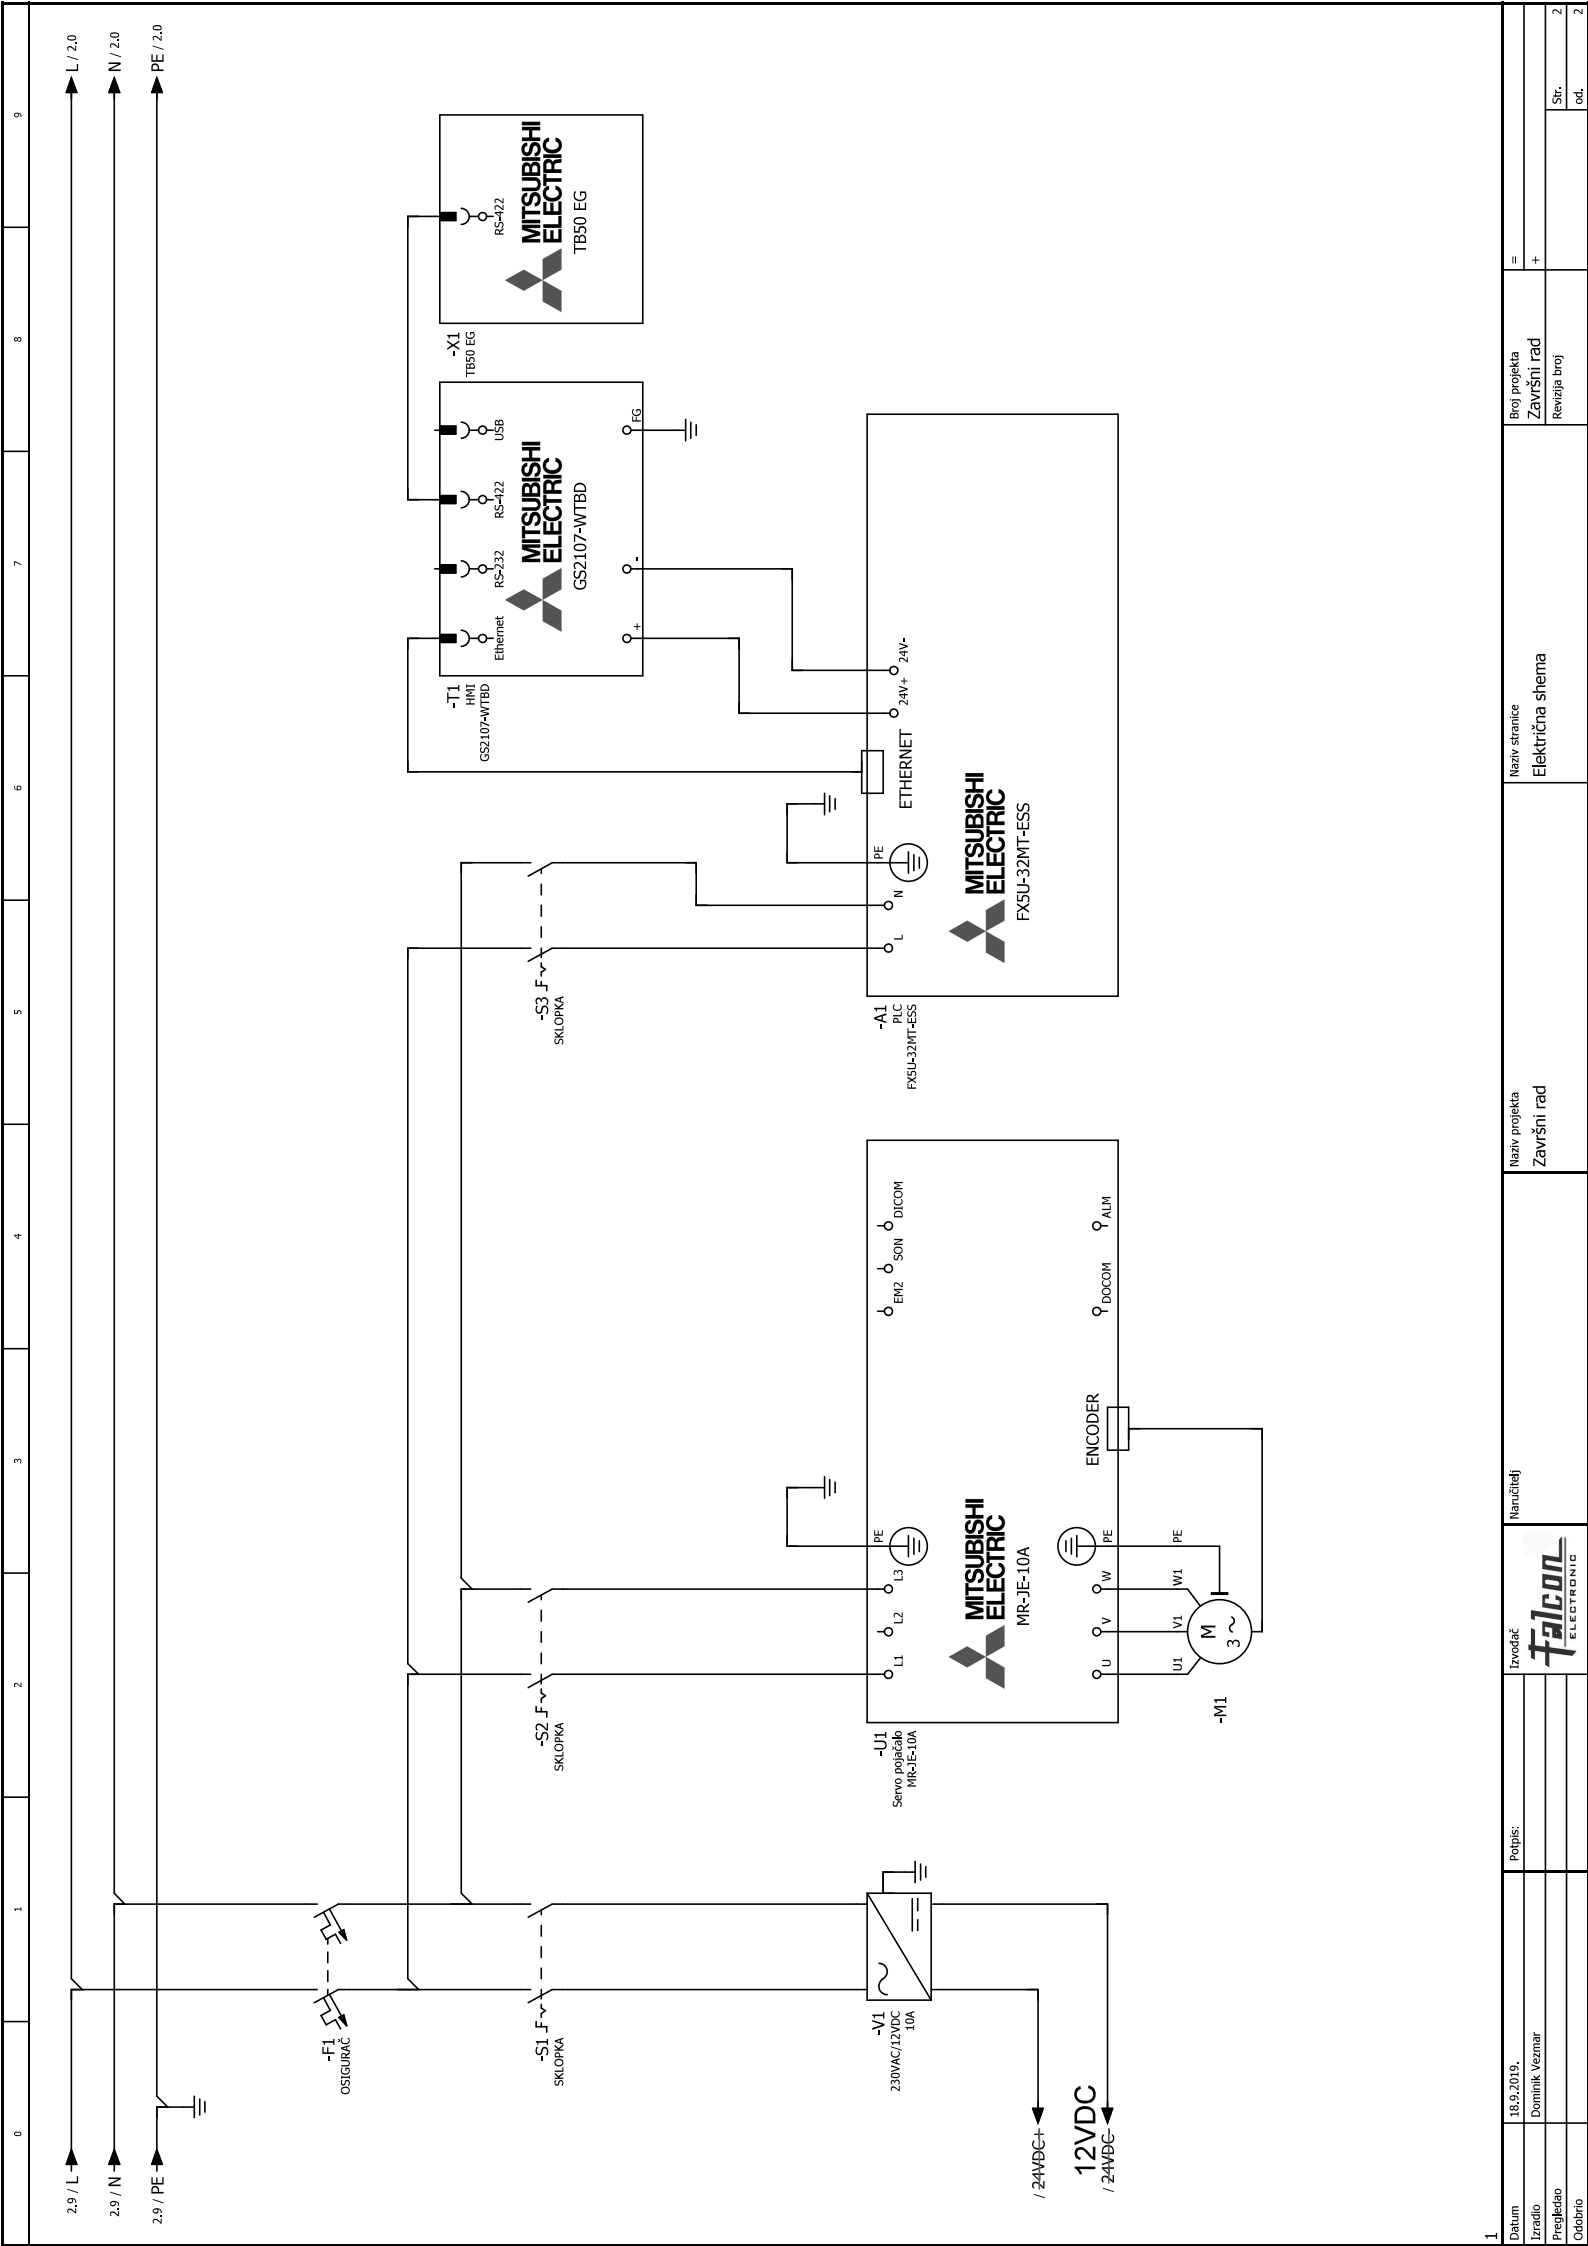 0
1
2
3
4
5
6
7
8
9
2.9 / L
2.9 / N
2.9 / PE
L / 2.0
N / 2.0
PE / 2.0
-F1
OSIGURAČ
-S1
SKLOPKA
-V1
230VAC/12VDC
10A
/ 24VDC+
12VDC
/ 24VDC-
-S2
SKLOPKA
-U1
Servo pojačalo
MR-JE-10A
L1
L2
L3
PE
EM2
SON
DICOM
MITSUBISHI
ELECTRIC
MR-JE-10A
U
V
W
PE
ENCODER
DOCOM
ALM
U1
V1
W1
PE
-M1
M
3 ~
-S3
SKLOPKA
-A1
PLC
FX5U-32MT-ESS
L
N
PE
ETHERNET
24V+
24V-
MITSUBISHI
ELECTRIC
FX5U-32MT-ESS
-T1
HMI
GS2107-WTBD
Ethernet
RS-232
RS-422
USB
MITSUBISHI
ELECTRIC
GS2107-WTBD
+
-
FG
-X1
TB50 EG
RS-422
MITSUBISHI
ELECTRIC
TB50 EG
1
Datum
18.9.2019.
Izradio
Dominik Vezmar
Pregledao
Odobrio
Potpis:
Izvođač
Falcon
ELECTRONIC
Naručitelj
Naziv projekta
Završni rad
Naziv stranice
Električna shema
Broj projekta
Završni rad
Revizija broj
=
+
Str. 2
od. 2